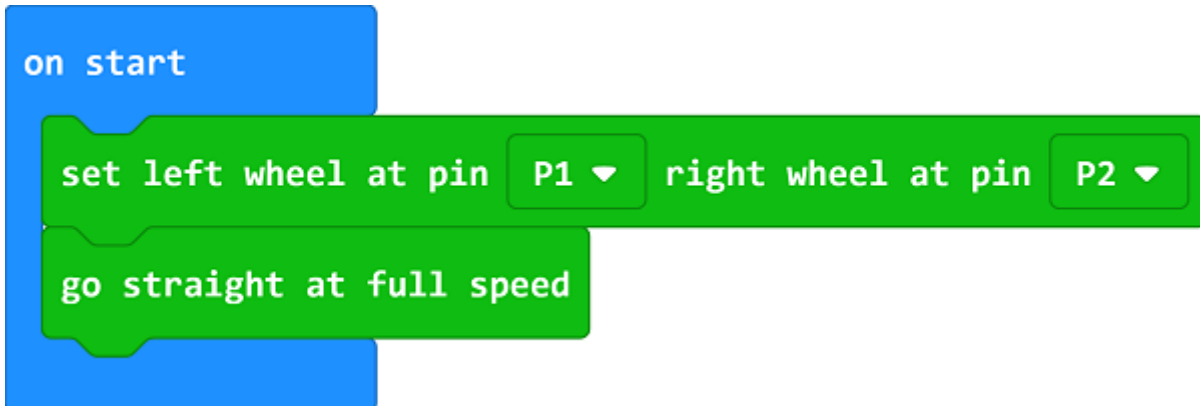 on start
set left wheel at pin P1 right wheel at pin P2
go straight at full speed